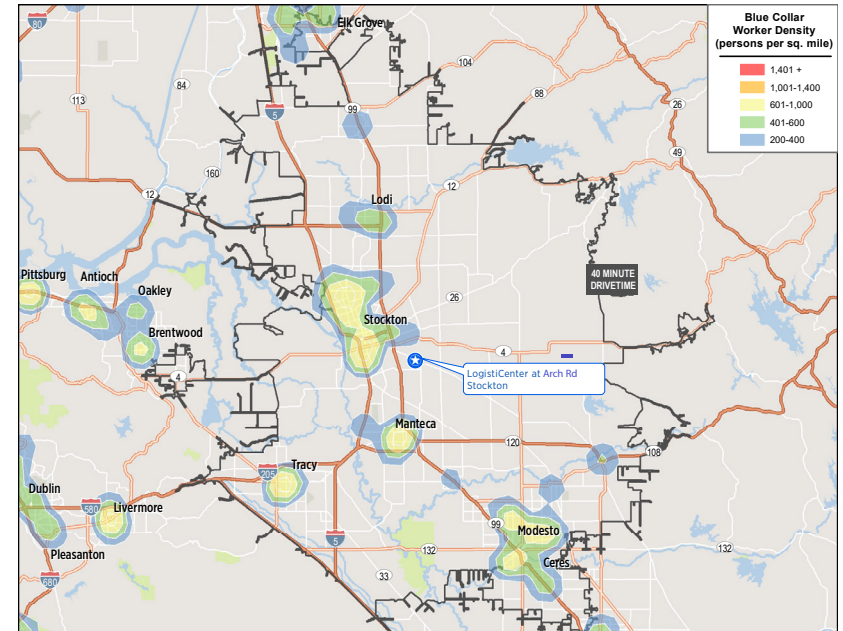 Blue Collar
Worker Density
(persons per sq. mile)
1,401 +
1,001-1,400
601-1,000
401-600
200-400
80
Elk Grove
104
84
113
99
88
26
5
49
160
12
12
Lodi
40 MINUTE
DRIVETIME
Pittsburg
Antioch
Oakley
26
Brentwood
Stockton
4
4
LogistiCenter at Arch Rd
Stockton
Manteca
120
108
Tracy
205
Dublin
580
Livermore
99
Modesto
5
Pleasanton
132
132
Ceres
33
680